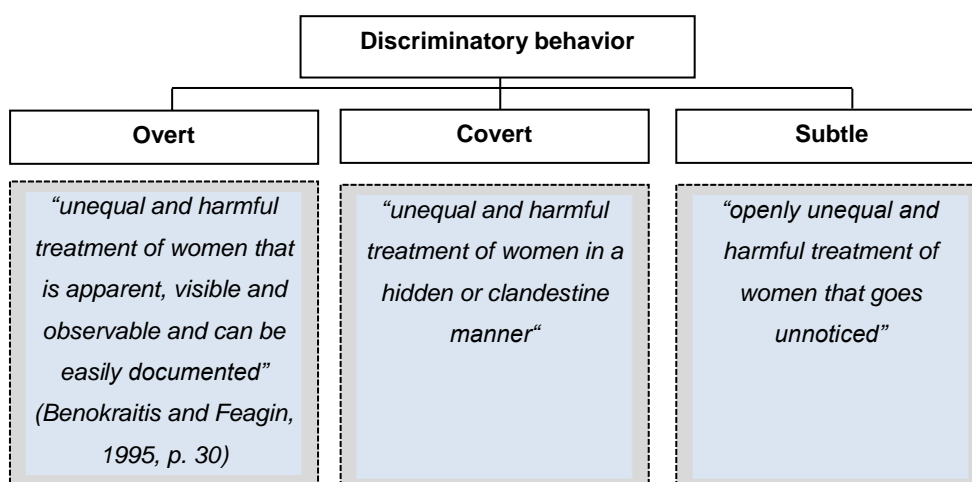 Discriminatory behavior
Overt
“unequal and harmful
treatment of women that
is apparent, visible and
observable and can be
easily documented”
(Benokraitis and Feagin,
1995, p. 30)
Covert
“unequal and harmful
treatment of women in a
hidden or clandestine
manner“
Subtle
“openly unequal and
harmful treatment of
women that goes
unnoticed”